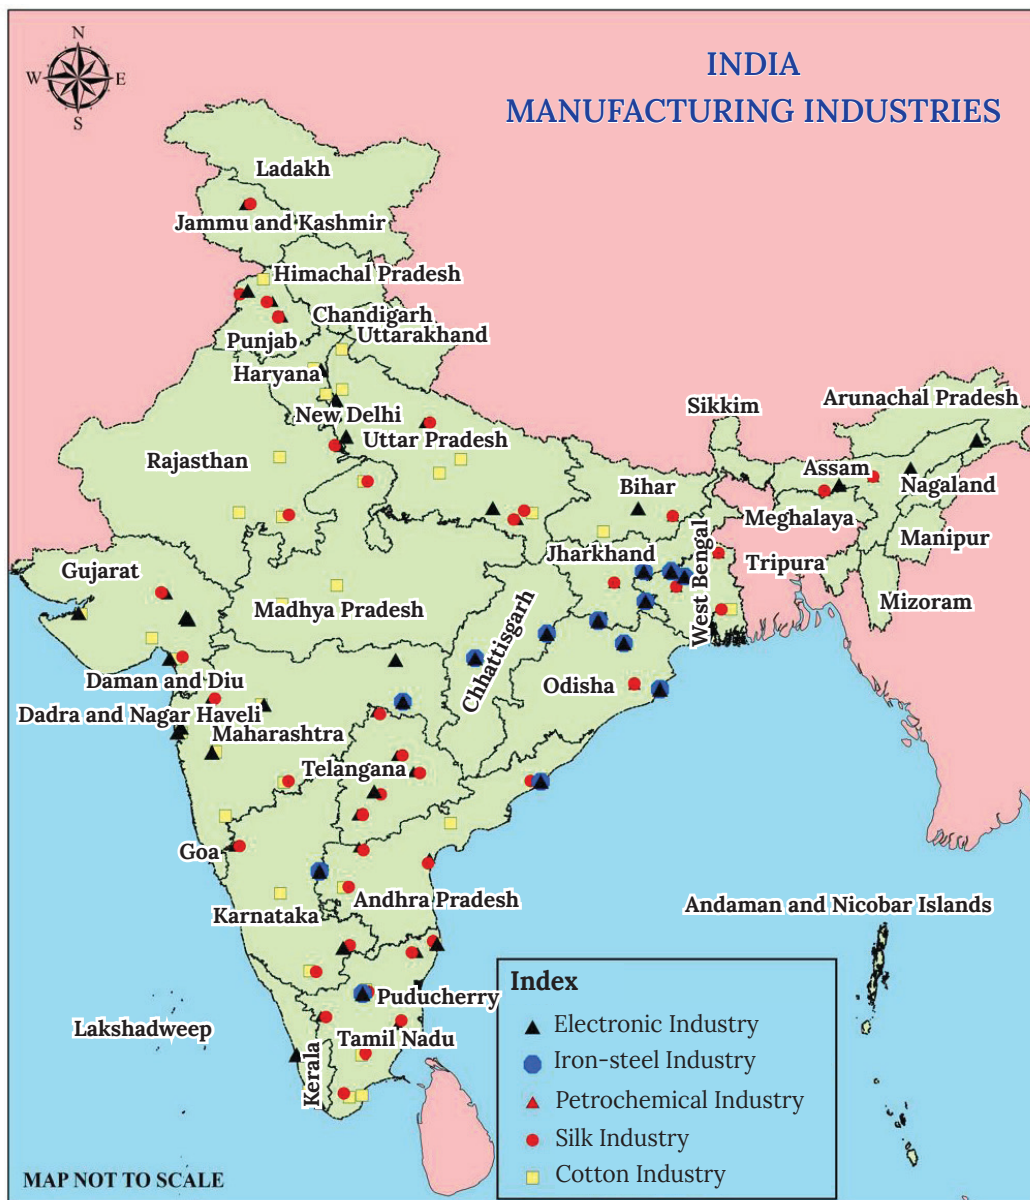 N
W E
S
INDIA
MANUFACTURING INDUSTRIES
Ladakh
Jammu and Kashmir
Himachal Pradesh
Chandigarh
Uttarakhand
Punjab
Haryana
New Delhi
Uttar Pradesh
Rajasthan
Sikkim
Arunachal Pradesh
Assam
Nagaland
Bihar
Meghalaya
Manipur
Jharkhand
West Bengal
Tripura
Mizoram
Gujarat
Madhya Pradesh
Chhattisgarh
Odisha
Daman and Diu
Dadra and Nagar Haveli
Maharashtra
Telangana
Goa
Karnataka
Andhra Pradesh
Andaman and Nicobar Islands
Puducherry
Tamil Nadu
Kerala
Lakshadweep
Index
Electronic Industry
Iron-steel Industry
Petrochemical Industry
Silk Industry
Cotton Industry
MAP NOT TO SCALE